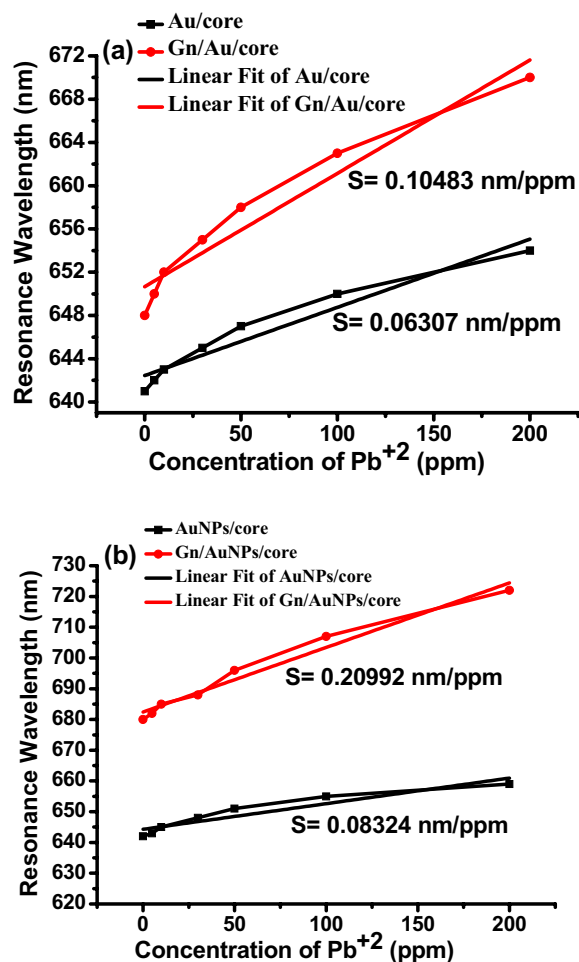 (a)
Au/core
Gn/Au/core
Linear Fit of Au/core
Linear Fit of Gn/Au/core
Resonance Wavelength (nm)
672
668
664
660
656
652
648
644
640
S= 0.10483 nm/ppm
S= 0.06307 nm/ppm
0 50 100 150 200
Concentration of Pb+2 (ppm)
(b)
AuNPs/core
Gn/AuNPs/core
Linear Fit of AuNPs/core
Linear Fit of Gn/AuNPs/core
Resonance Wavelength (nm)
730
720
710
700
690
680
670
660
650
640
630
620
S= 0.20992 nm/ppm
S= 0.08324 nm/ppm
0 50 100 150 200
Concentration of Pb+2 (ppm)